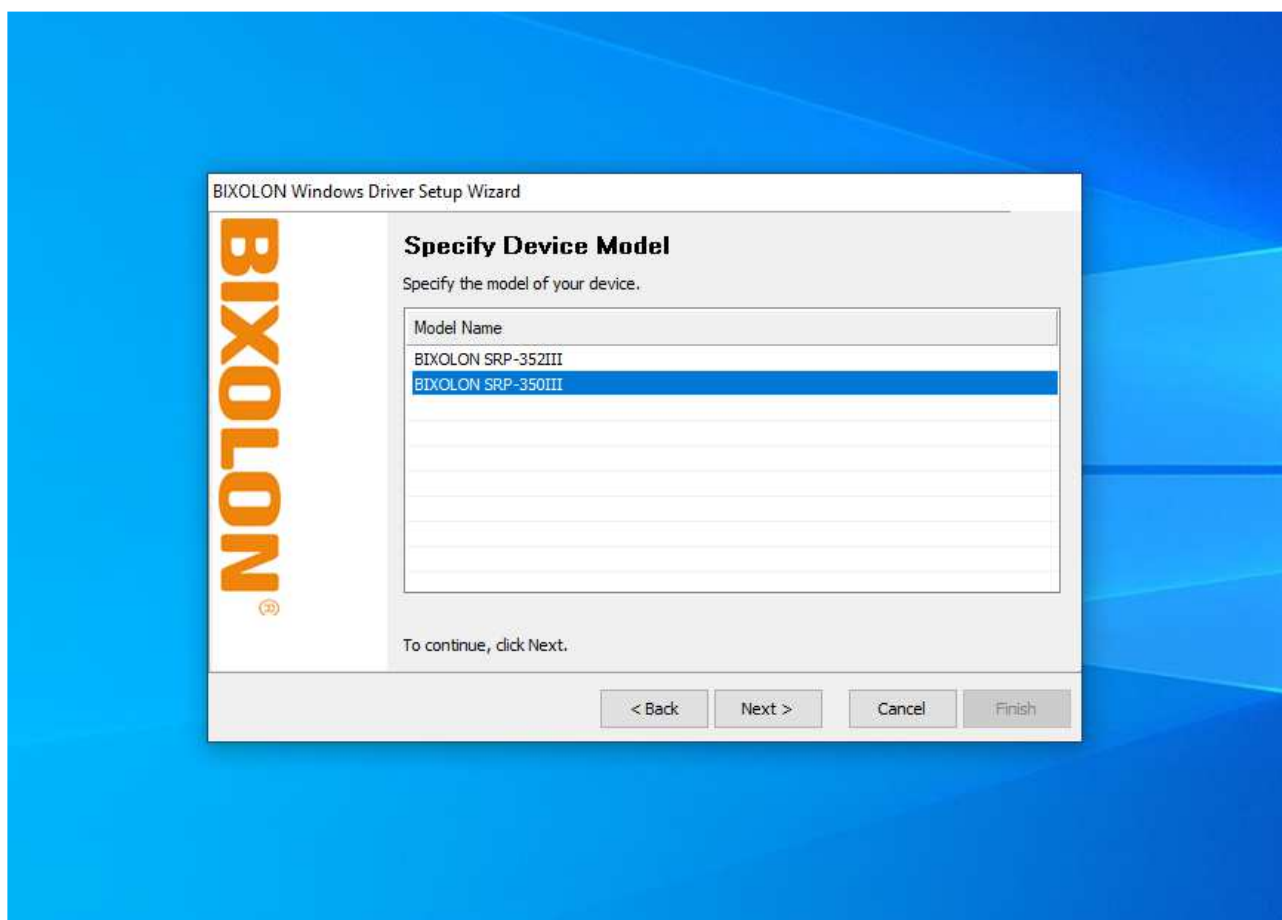 BIXOLON Windows Driver Setup Wizard
BIXOLON®
Specify Device Model
Specify the model of your device.
Model Name
BIXOLON SRP-352III
BIXOLON SRP-350III
To continue, click Next.
< Back
Next >
Cancel
Finish